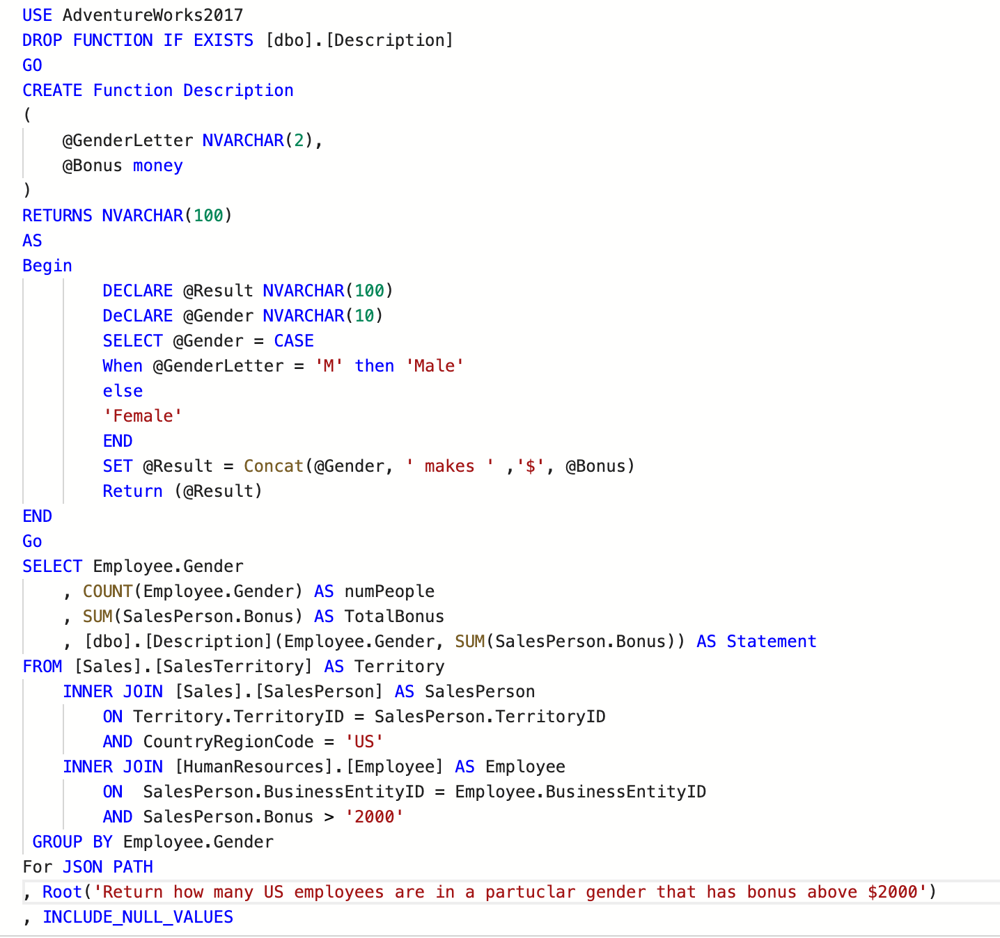 USE AdventureWorks2017
DROP FUNCTION IF EXISTS [dbo].[Description]
GO
CREATE Function Description
(
    @GenderLetter NVARCHAR(2),
    @Bonus money
)
RETURNS NVARCHAR(100)
AS
Begin
        DECLARE @Result NVARCHAR(100)
        DeCLARE @Gender NVARCHAR(10)
        SELECT @Gender = CASE
        When @GenderLetter = 'M' then 'Male'
        else
        'Female'
        END
        SET @Result = Concat(@Gender, ' makes ' ,'$', @Bonus)
        Return (@Result)
END
Go
SELECT Employee.Gender
    , COUNT(Employee.Gender) AS numPeople
    , SUM(SalesPerson.Bonus) AS TotalBonus
    , [dbo].[Description](Employee.Gender, SUM(SalesPerson.Bonus)) AS Statement
FROM [Sales].[SalesTerritory] AS Territory
    INNER JOIN [Sales].[SalesPerson] AS SalesPerson
        ON Territory.TerritoryID = SalesPerson.TerritoryID
        AND CountryRegionCode = 'US'
    INNER JOIN [HumanResources].[Employee] AS Employee
        ON  SalesPerson.BusinessEntityID = Employee.BusinessEntityID
        AND SalesPerson.Bonus > '2000'
 GROUP BY Employee.Gender
For JSON PATH
, Root('Return how many US employees are in a partuclar gender that has bonus above $2000')
, INCLUDE_NULL_VALUES